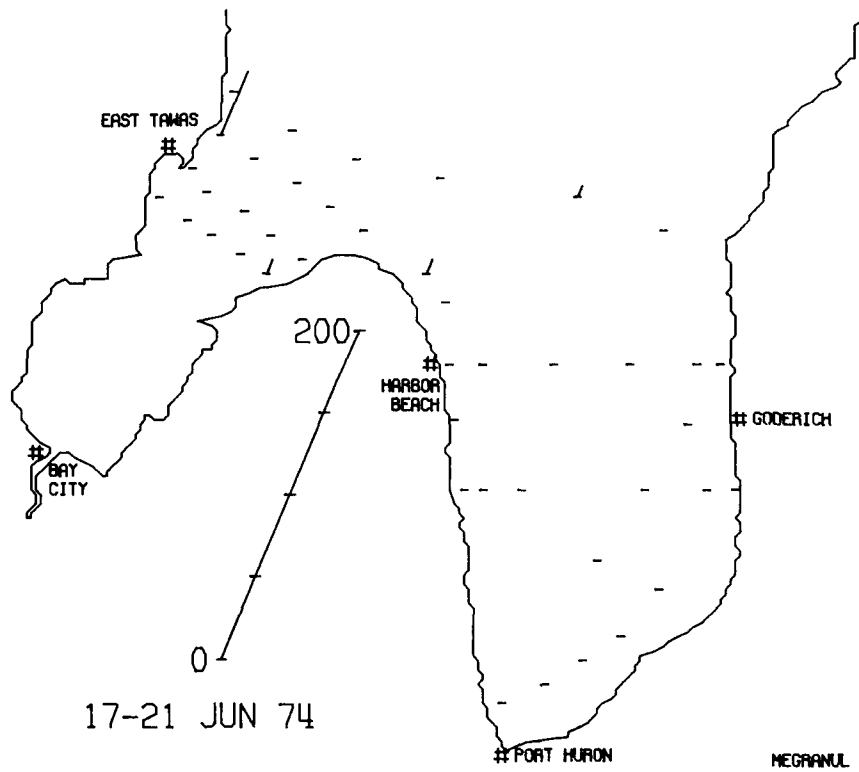 EAST TAWAS
200
HARBOR
BEACH
# GODERICH
BAY
CITY
0
17-21 JUN 74
# PORT HURON
MEGRANUL